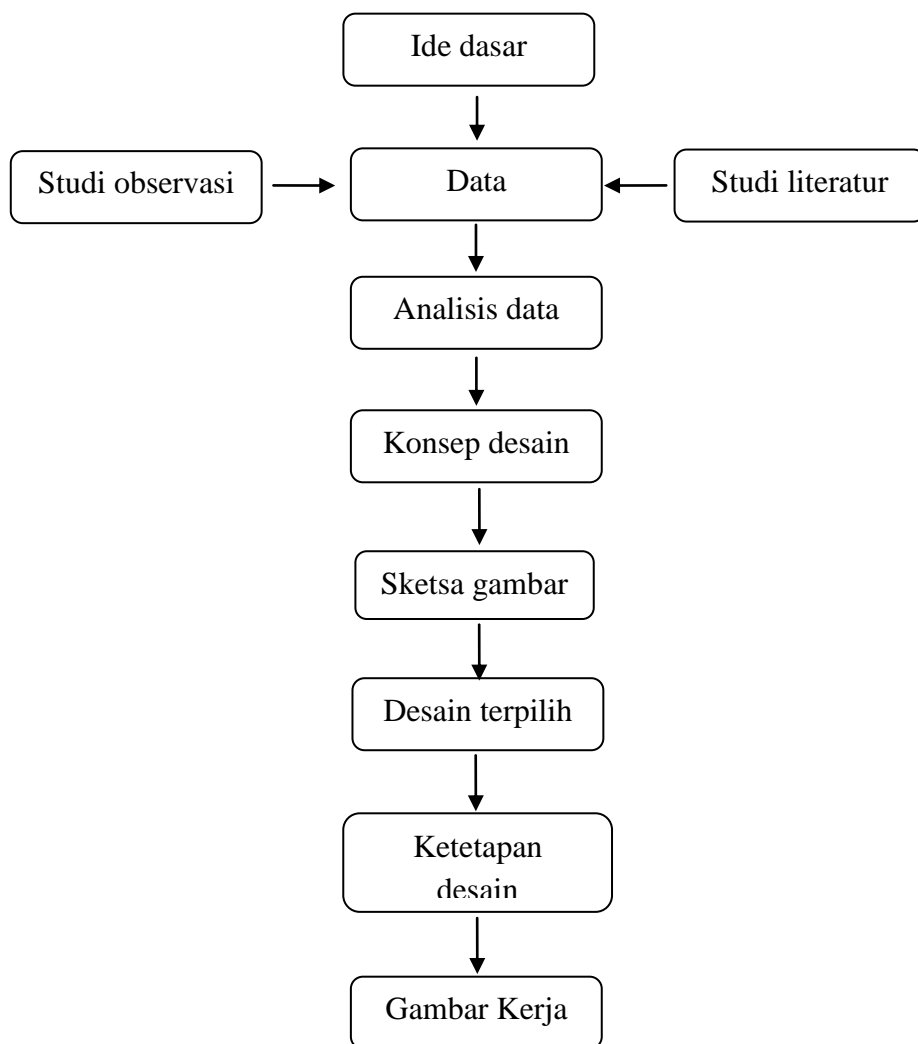 Ide dasar
Studi observasi
Data
Studi literatur
Analisis data
Konsep desain
Sketsa gambar
Desain terpilih
Ketetapan
desain
Gambar Kerja